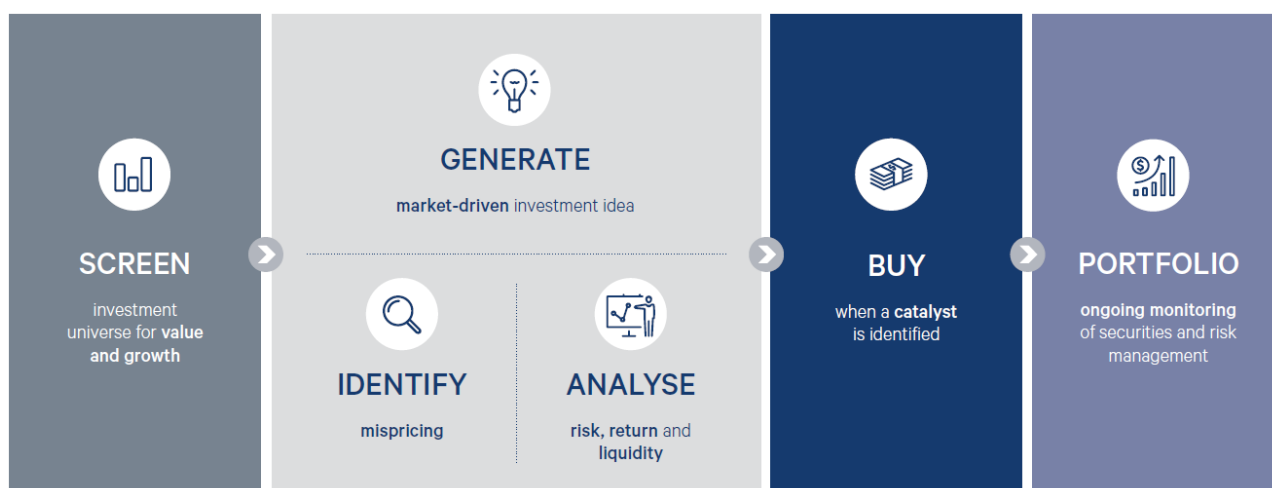 SCREEN
investment
universe for value
and growth
GENERATE
market-driven investment idea
IDENTIFY
mispricing
ANALYSE
risk, return and
liquidity
BUY
when a catalyst
is identified
PORTFOLIO
ongoing monitoring
of securities and risk
management